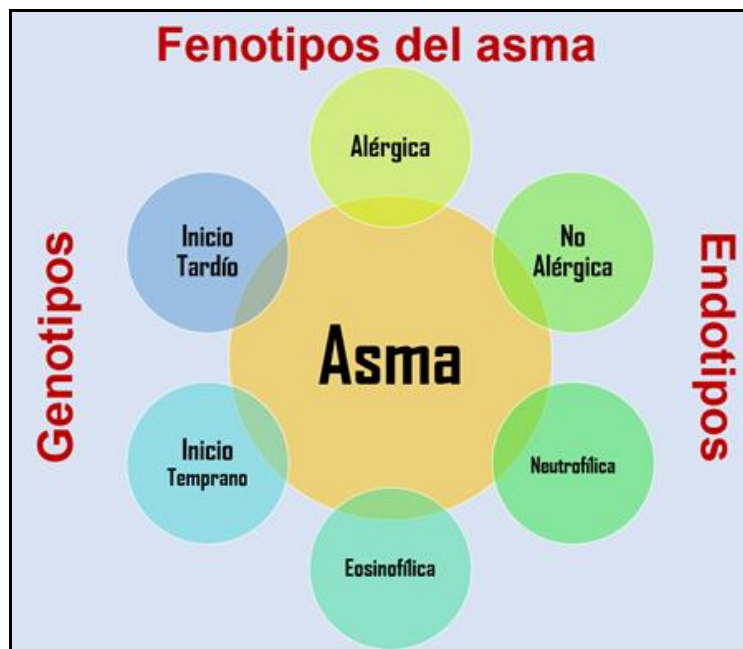 Fenotipos del asma
Alérgica
Inicio
Tardío
No
Alérgica
Genotipos
Endotipos
Asma
Inicio
Temprano
Neutrofílica
Eosinofílica